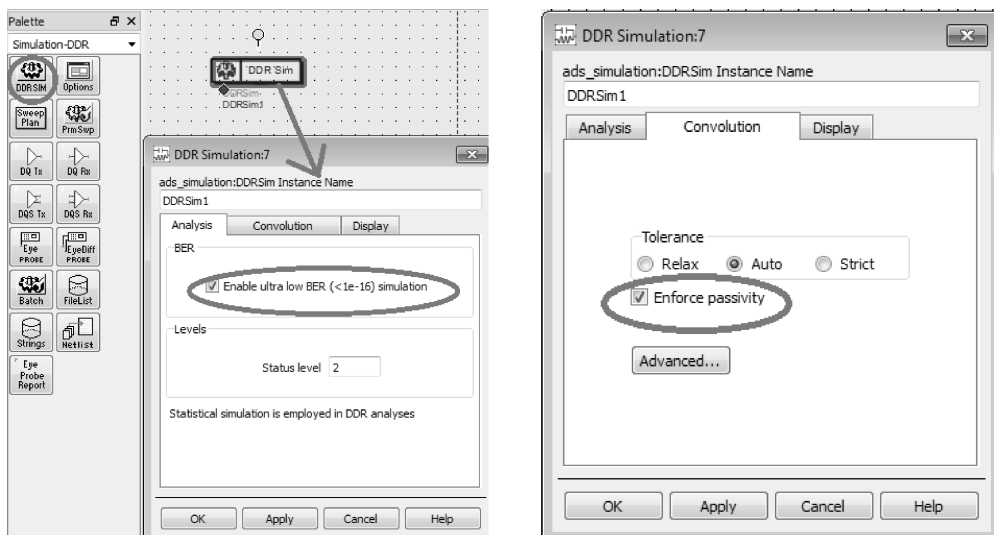 Palette
Simulation-DDR
DDRSIM
Options
Sweep Plan
PrmSwp
DQ Tx
DQ Rx
DQS Tx
DQS Rx
Eye PROBE
EyeDiff PROBE
Batch
FileList
Strings
Netlist
Eye Probe Report
DDR Sim
DDRSim
DDRSim1
DDR Simulation:7
ads_simulation:DDRSim Instance Name
DDRSim1
Analysis Convolution Display
BER
Enable ultra low BER (<1e-16) simulation
Levels
Status level 2
Statistical simulation is employed in DDR analyses
OK Apply Cancel Help
DDR Simulation:7
ads_simulation:DDRSim Instance Name
DDRSim1
Analysis Convolution Display
Tolerance
Relax Auto Strict
Enforce passivity
Advanced...
OK Apply Cancel Help